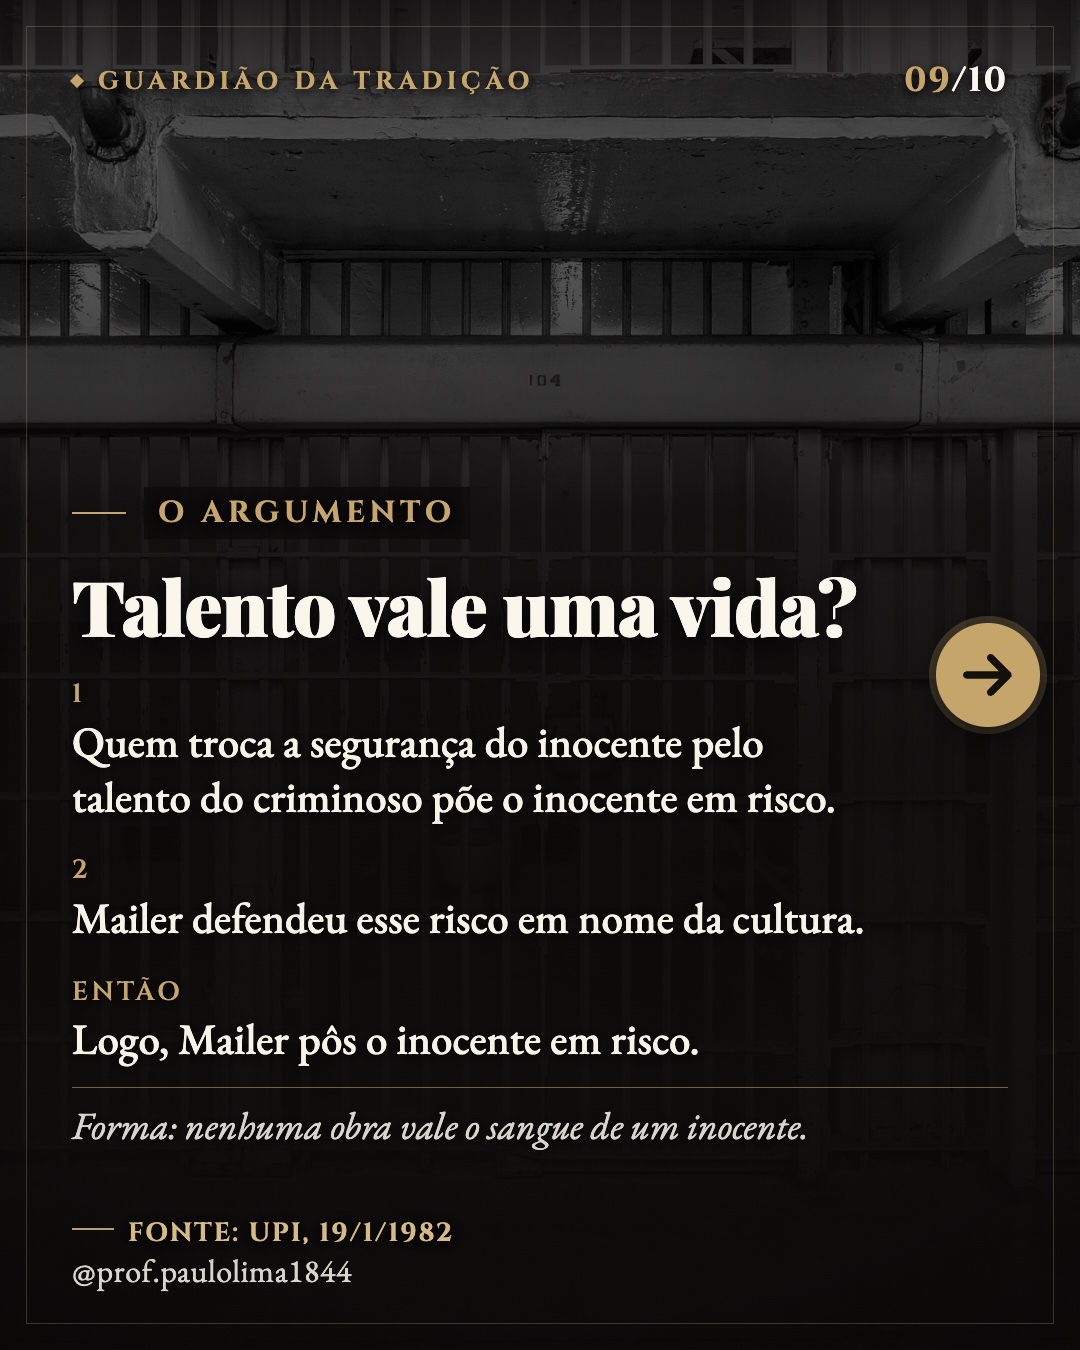 GUARDIÃO DA TRADIÇÃO
09/10
104
O ARGUMENTO
Talento vale uma vida?
1
Quem troca a segurança do inocente pelo
talento do criminoso põe o inocente em risco.
2
Mailer defendeu esse risco em nome da cultura.
ENTÃO
Logo, Mailer pôs o inocente em risco.
Forma: nenhuma obra vale o sangue de um inocente.
FONTE: UPI, 19/1/1982
@prof.paulolima1844